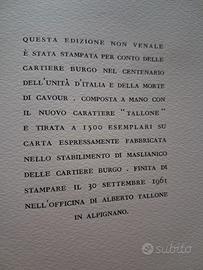 QUESTA EDIZIONE NON VENALE
È STATA STAMPATA PER CONTO DELLE
CARTIERE BURGO NEL CENTENARIO
DELL'UNITÀ D'ITALIA E DELLA MORTE
DI CAVOUR . COMPOSTA A MANO CON
IL NUOVO CARATTERE "TALLONE"
E TIRATA A 1500 ESEMPLARI SU
CARTA ESPRESSAMENTE FABBRICATA
NELLO STABILIMENTO DI MASLIANICO
DELLE CARTIERE BURGO . FINITA DI
STAMPARE IL 30 SETTEMBRE 1961
NELL'OFFICINA DI ALBERTO TALLONE
IN ALPIGNANO.
subito